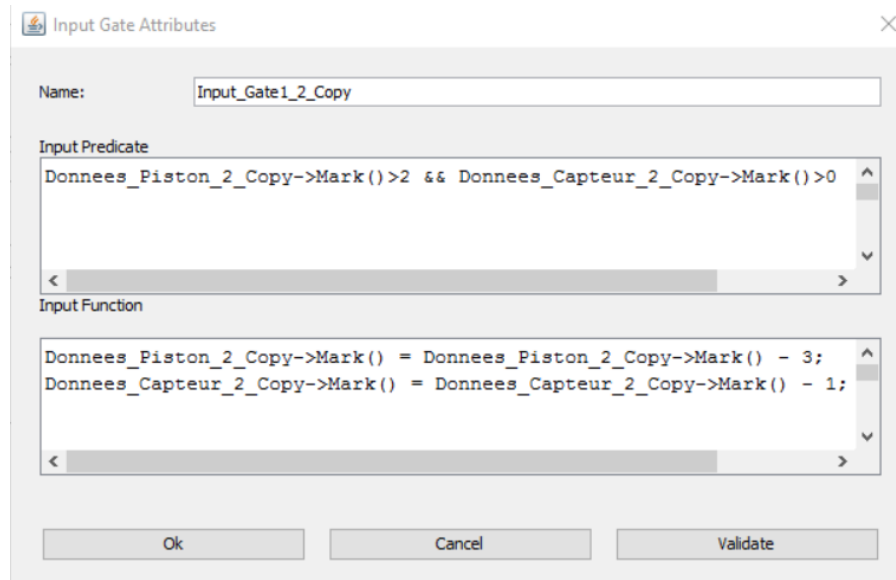 Input Gate Attributes
Name: Input_Gate1_2_Copy
Input Predicate
Donnees_Piston_2_Copy->Mark()>2 && Donnees_Capteur_2_Copy->Mark()>0
Input Function
Donnees_Piston_2_Copy->Mark() = Donnees_Piston_2_Copy->Mark() - 3;
Donnees_Capteur_2_Copy->Mark() = Donnees_Capteur_2_Copy->Mark() - 1;
Ok Cancel Validate